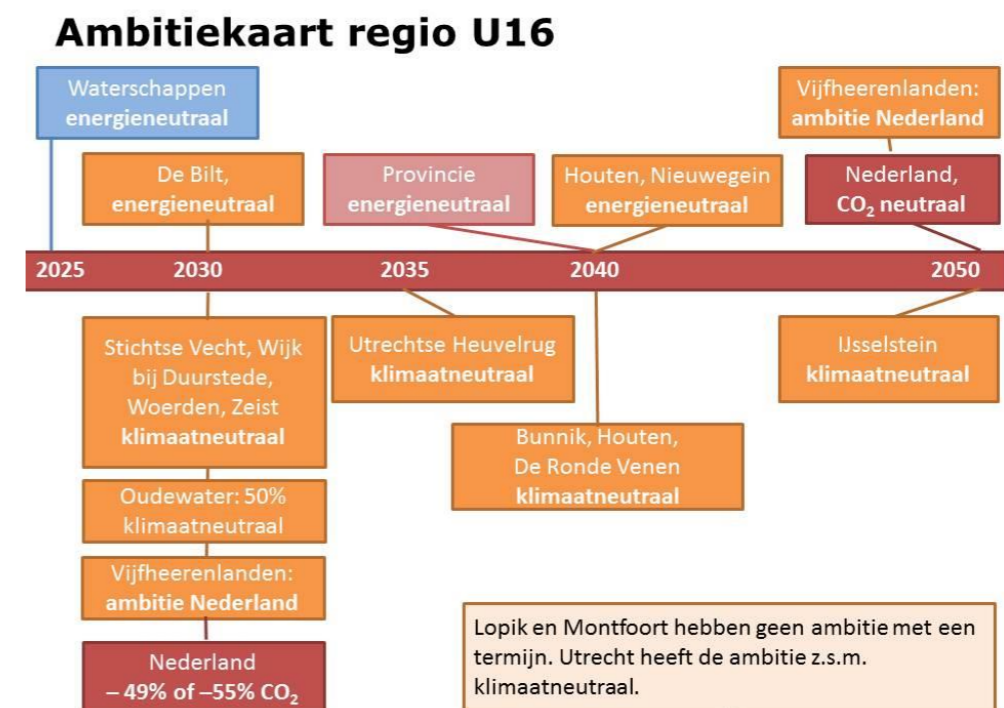 Ambitiekaart regio U16
Waterschappen
energieneutraal
Vijfheerenlanden:
ambitie Nederland
De Bilt,
energieneutraal
Provincie
energieneutraal
Houten, Nieuwegein
energieneutraal
Nederland,
CO₂ neutraal
2025 2030 2035 2040 2050
Stichtse Vecht, Wijk
bij Duurstede,
Woerden, Zeist
klimaatneutraal
Utrechtse Heuvelrug
klimaatneutraal
IJsselstein
klimaatneutraal
Bunnik, Houten,
De Ronde Venen
klimaatneutraal
Oudewater: 50%
klimaatneutraal
Vijfheerenlanden:
ambitie Nederland
Nederland
– 49% of –55% CO₂
Lopik en Montfoort hebben geen ambitie met een
termijn. Utrecht heeft de ambitie z.s.m.
klimaatneutraal.